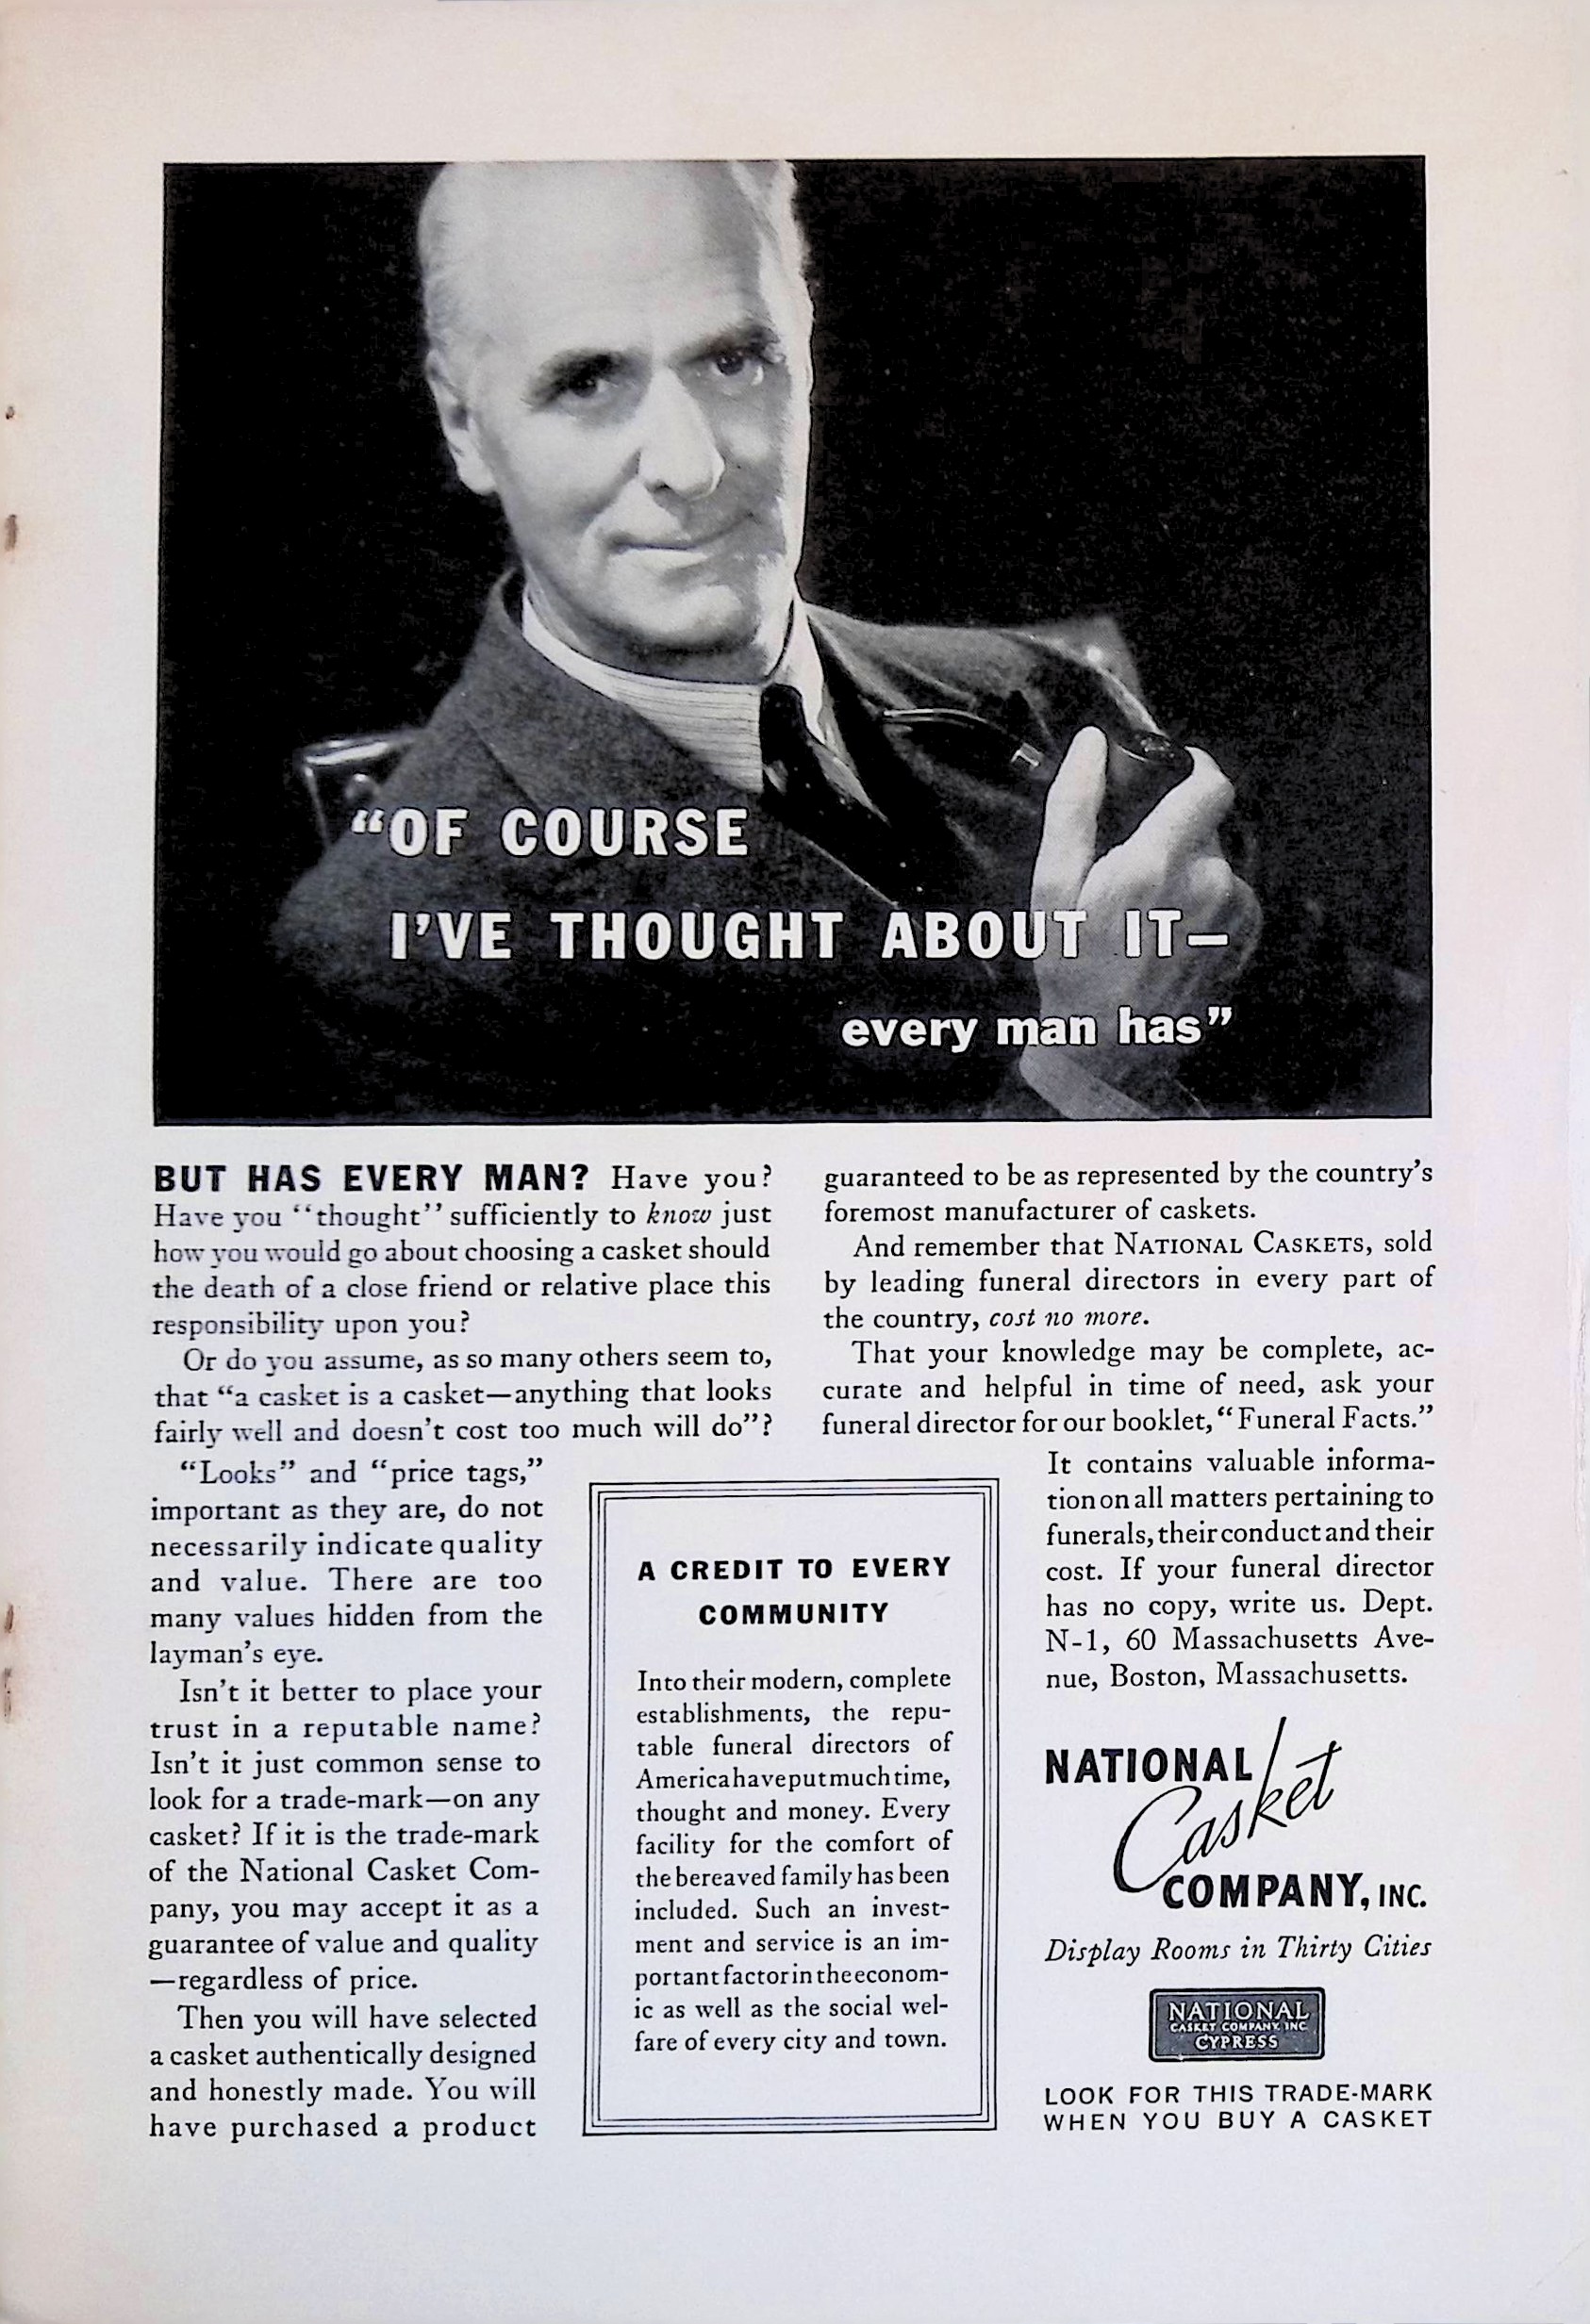 “OF COURSE
I’VE THOUGHT ABOUT IT—
every man has”
BUT HAS EVERY MAN? Have you?
Have you “thought” sufficiently to know just
how you would go about choosing a casket should
the death of a close friend or relative place this
responsibility upon you?
Or do you assume, as so many others seem to,
that “a casket is a casket—anything that looks
fairly well and doesn’t cost too much will do”?
“Looks” and “price tags,”
important as they are, do not
necessarily indicate quality
and value. There are too
many values hidden from the
layman’s eye.
Isn’t it better to place your
trust in a reputable name?
Isn’t it just common sense to
look for a trade-mark—on any
casket? If it is the trade-mark
of the National Casket Com-
pany, you may accept it as a
guarantee of value and quality
—regardless of price.
Then you will have selected
a casket authentically designed
and honestly made. You will
have purchased a product
guaranteed to be as represented by the country’s
foremost manufacturer of caskets.
And remember that NATIONAL CASKETS, sold
by leading funeral directors in every part of
the country, cost no more.
That your knowledge may be complete, ac-
curate and helpful in time of need, ask your
funeral director for our booklet, “Funeral Facts.”
It contains valuable informa-
tion on all matters pertaining to
funerals, their conduct and their
cost. If your funeral director
has no copy, write us. Dept.
N-1, 60 Massachusetts Ave-
nue, Boston, Massachusetts.
A CREDIT TO EVERY
COMMUNITY
Into their modern, complete
establishments, the repu-
table funeral directors of
America have put much time,
thought and money. Every
facility for the comfort of
the bereaved family has been
included. Such an invest-
ment and service is an im-
portant factor in the econom-
ic as well as the social wel-
fare of every city and town.
NATIONAL
Casket
COMPANY, INC.
Display Rooms in Thirty Cities
NATIONAL
CASKET COMPANY, INC.
CYPRESS
LOOK FOR THIS TRADE-MARK
WHEN YOU BUY A CASKET